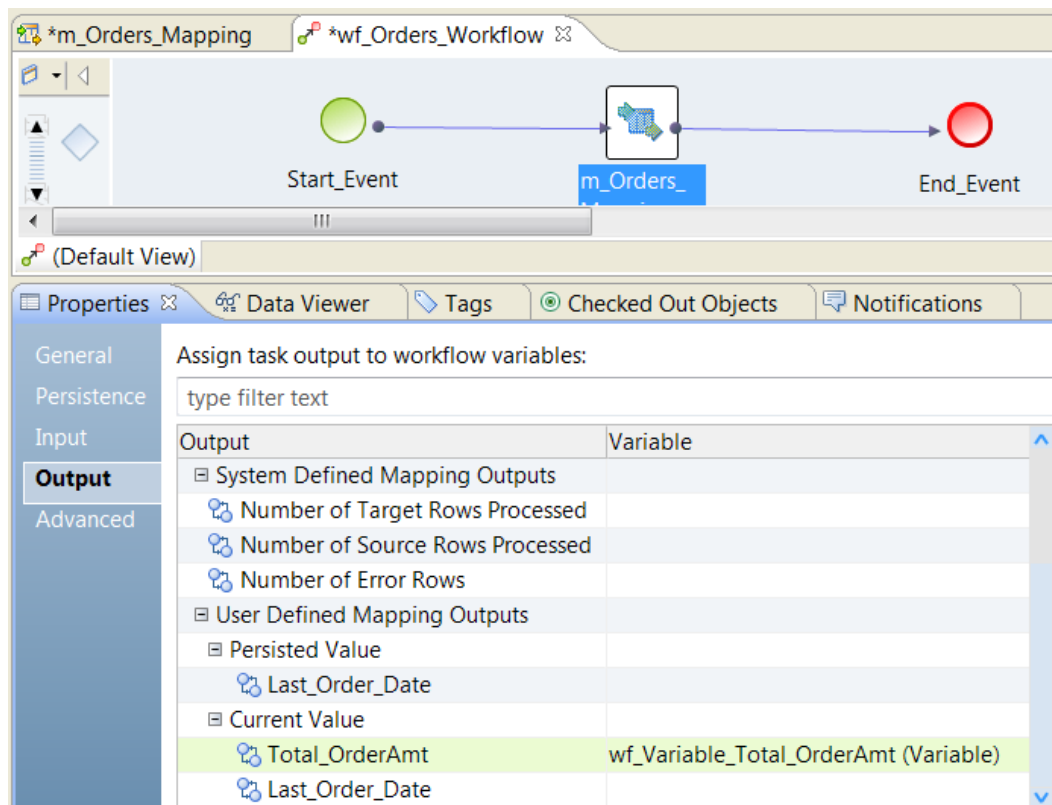 *m_Orders_Mapping *wf_Orders_Workflow
Start_Event m_Orders_ End_Event
(Default View)
Properties Data Viewer Tags Checked Out Objects Notifications
General
Persistence
Input
Output
Advanced
Assign task output to workflow variables:
type filter text
Output Variable
System Defined Mapping Outputs
Number of Target Rows Processed
Number of Source Rows Processed
Number of Error Rows
User Defined Mapping Outputs
Persisted Value
Last_Order_Date
Current Value
Total_OrderAmt wf_Variable_Total_OrderAmt (Variable)
Last_Order_Date